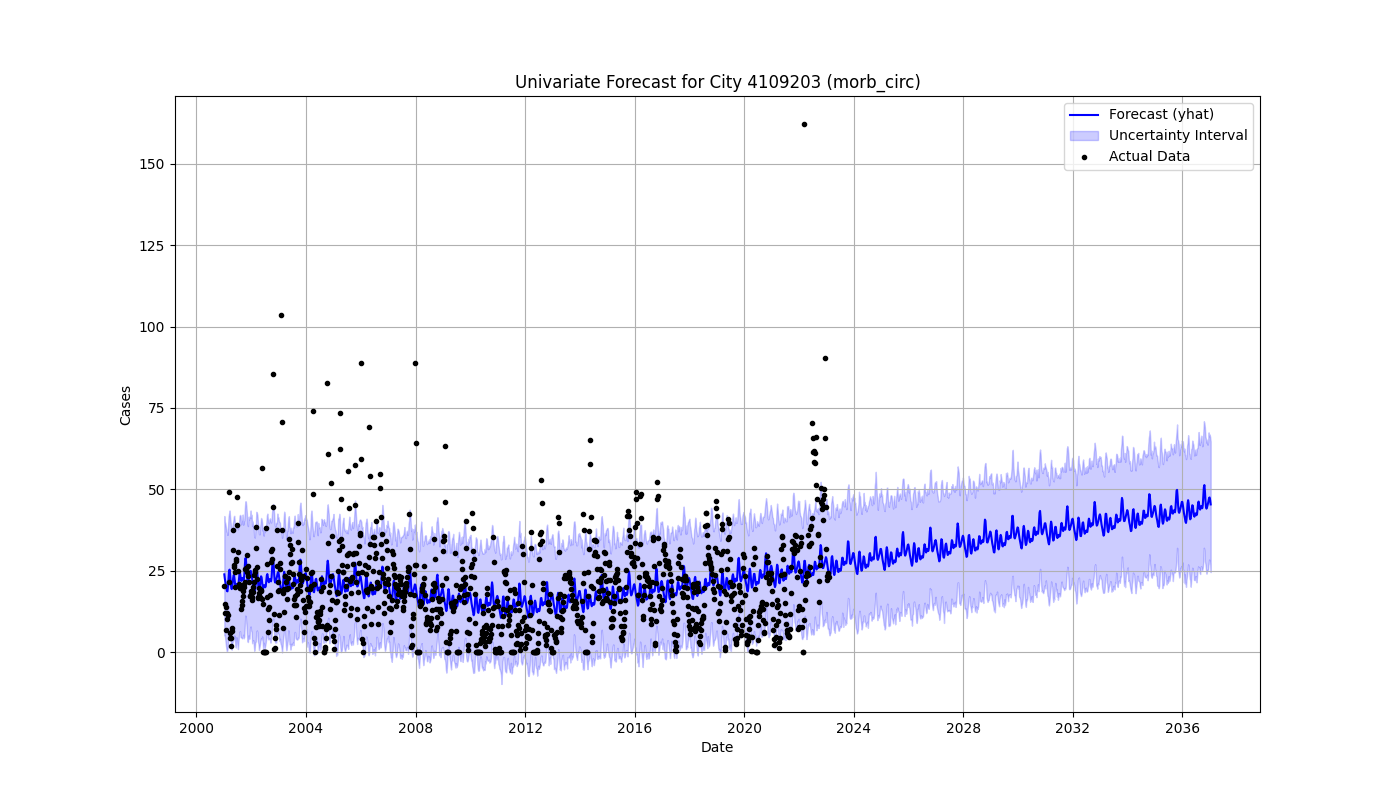 Univariate Forecast for City 4109203 (morb_circ)
Forecast (yhat)
Uncertainty Interval
Actual Data
Cases
150
125
100
75
50
25
0
2000 2004 2008 2012 2016 2020 2024 2028 2032 2036
Date